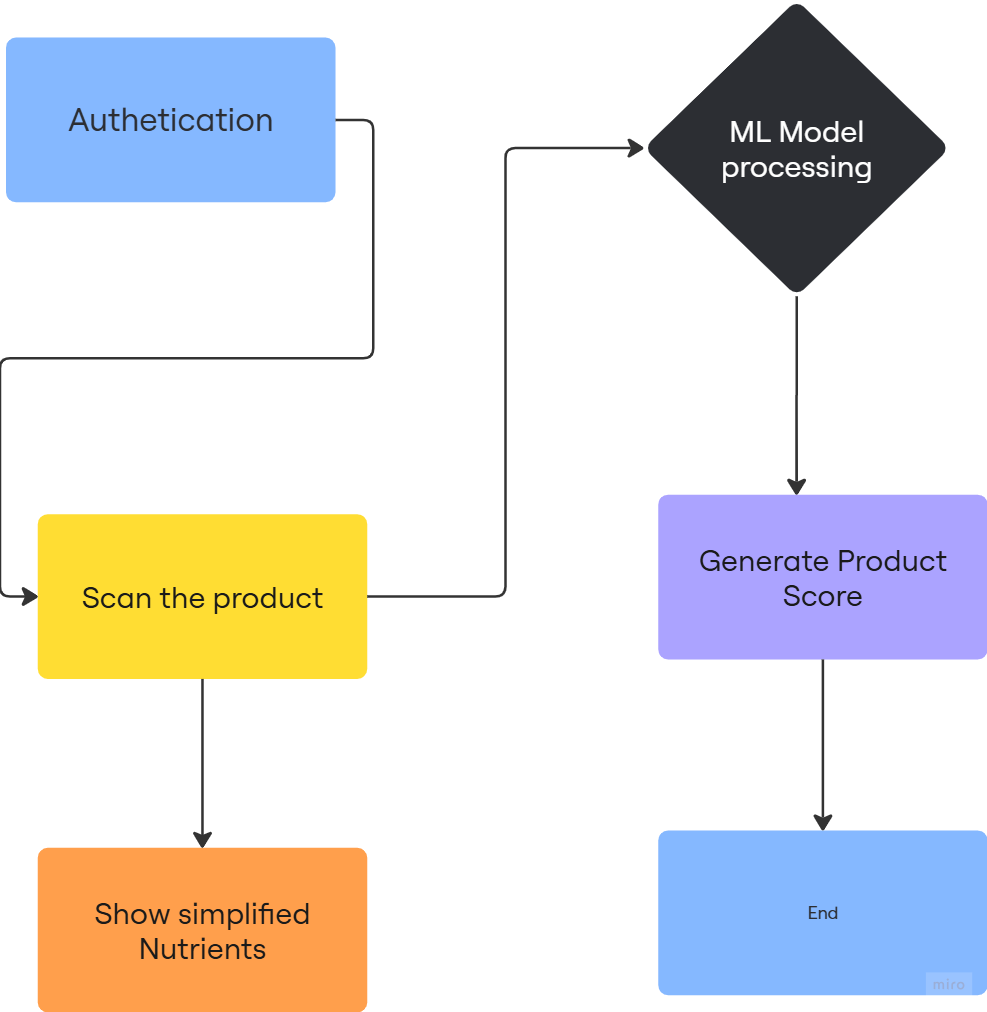 Authetication
ML Model
processing
Scan the product
Generate Product
Score
Show simplified
Nutrients
End
miro